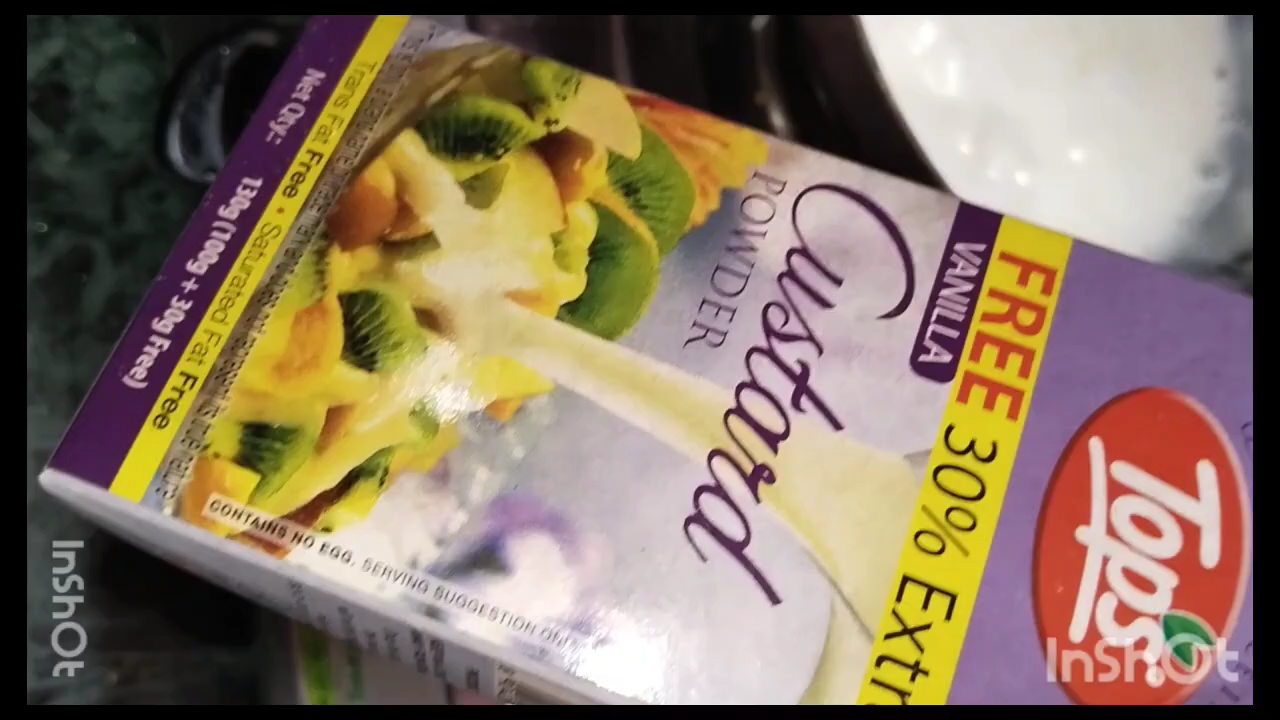 Tops
FREE 30% Extr
VANILLA
Custard
POWDER
CONTAINS NO EGG, SERVING SUGGESTION ON
Trans Fat Free • Saturated Fat Free
Net Qty.:
130g (100g + 30g Free)
InShOt
InShOt